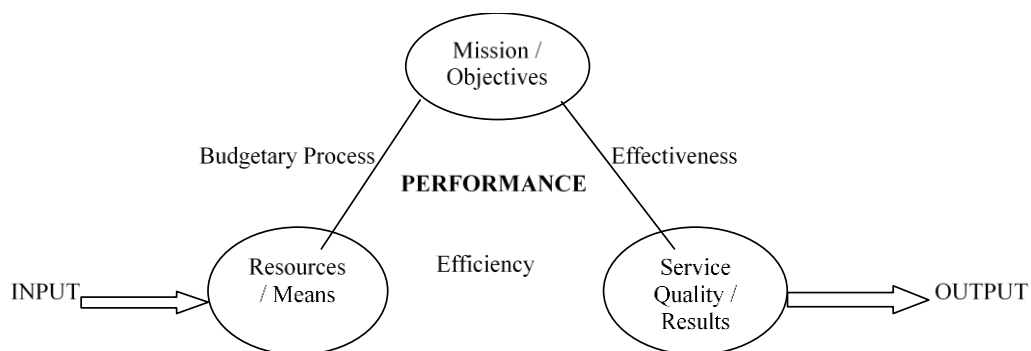 Mission /
Objectives
Budgetary Process
Effectiveness
PERFORMANCE
Efficiency
Resources
/ Means
Service
Quality /
Results
INPUT
OUTPUT